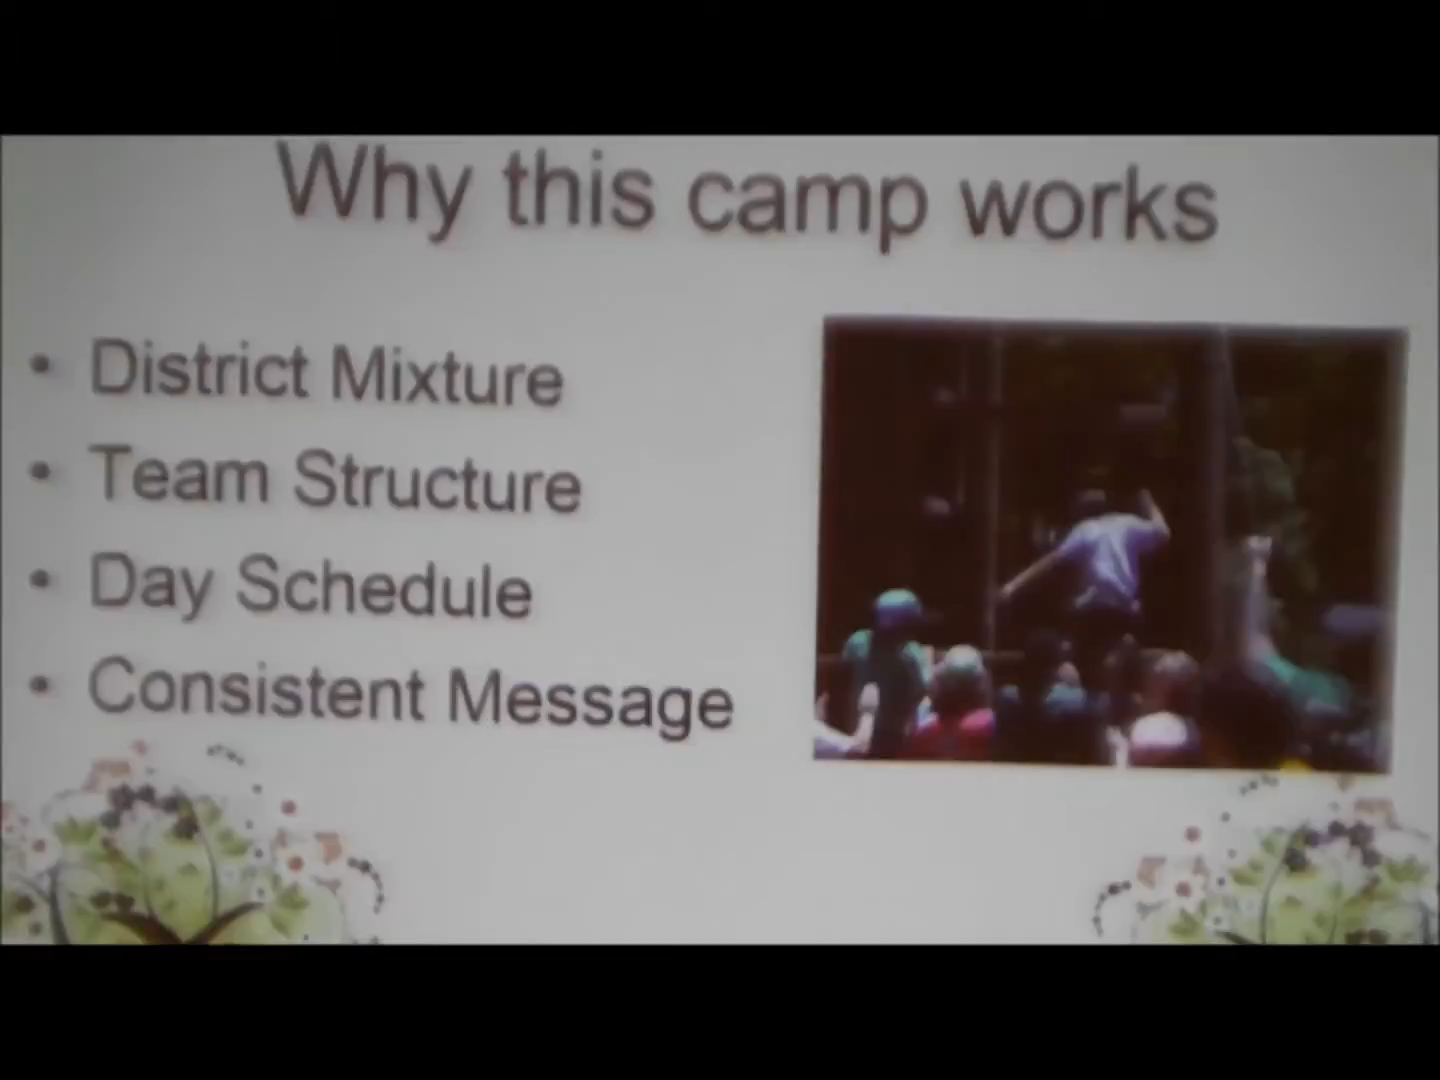 Why this camp works
• District Mixture
• Team Structure
• Day Schedule
• Consistent Message